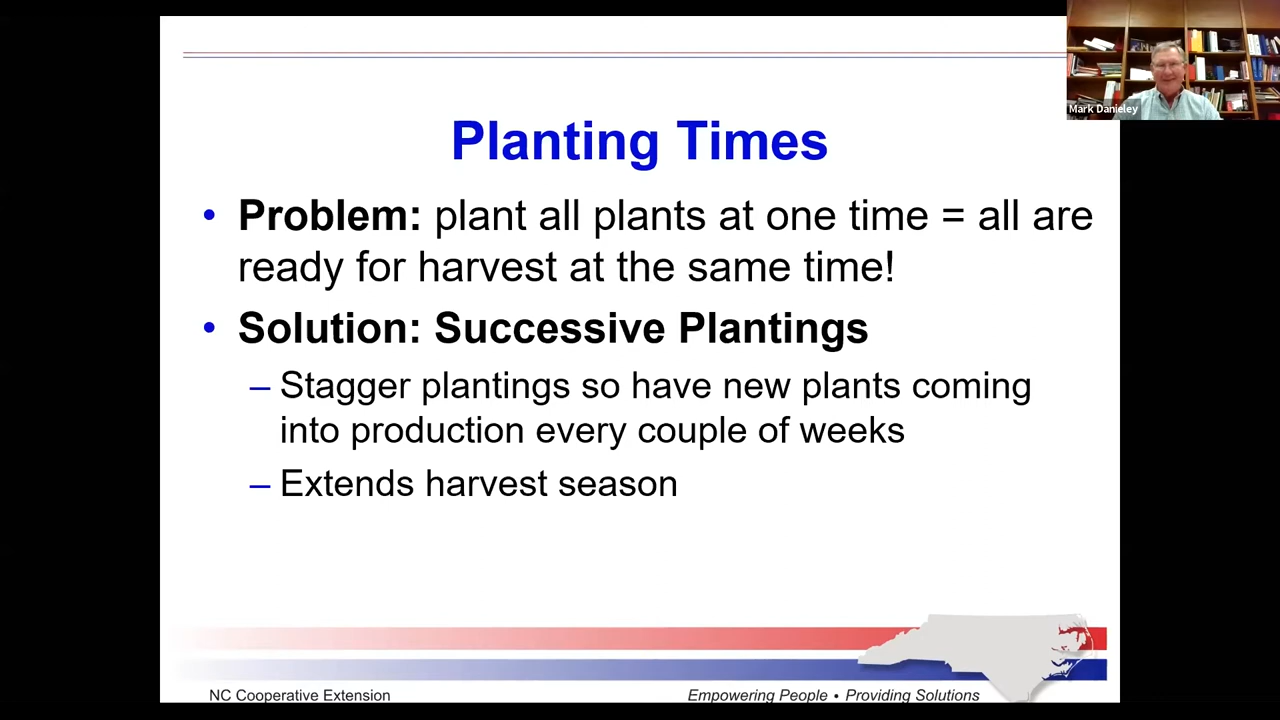 Mark Danieley
Planting Times
• Problem: plant all plants at one time = all are
ready for harvest at the same time!
• Solution: Successive Plantings
– Stagger plantings so have new plants coming
into production every couple of weeks
– Extends harvest season
NC Cooperative Extension
Empowering People • Providing Solutions